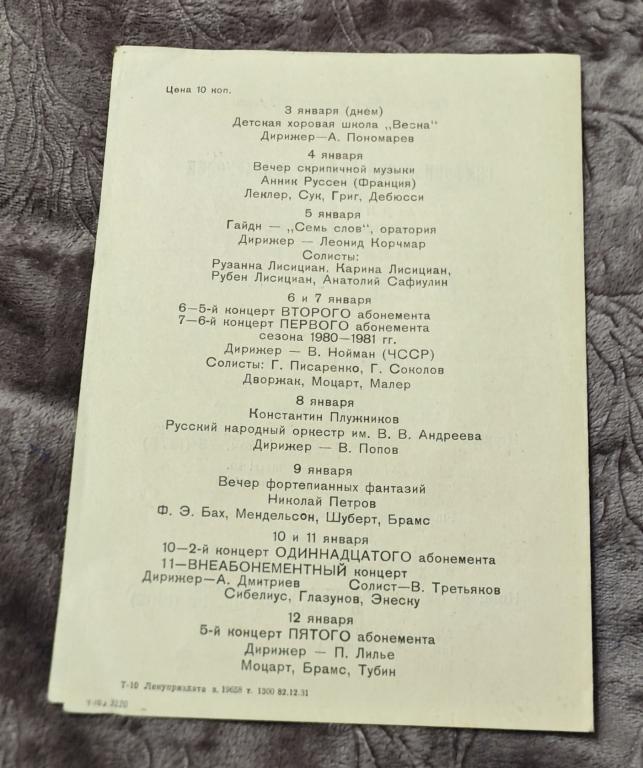 Цена 10 коп.
3 января (днем)
Детская хоровая школа „Весна“
Дирижер—А. Пономарев
4 января
Вечер скрипичной музыки
Анник Руссен (Франция)
Леклер, Сук, Григ, Дебюсси
5 января
Гайдн — „Семь слов“, оратория
Дирижер — Леонид Корчмар
Солисты:
Рузанна Лисициан, Карина Лисициан,
Рубен Лисициан, Анатолий Сафиулин
6 и 7 января
6—5-й концерт ВТОРОГО абонемента
7—6-й концерт ПЕРВОГО абонемента
сезона 1980—1981 гг.
Дирижер — В. Нойман (ЧССР)
Солисты: Г. Писаренко, Г. Соколов
Дворжак, Моцарт, Малер
8 января
Константин Плужников
Русский народный оркестр им. В. В. Андреева
Дирижер — В. Попов
9 января
Вечер фортепианных фантазий
Николай Петров
Ф. Э. Бах, Мендельсон, Шуберт, Брамс
10 и 11 января
10—2-й концерт ОДИННАДЦАТОГО абонемента
11—ВНЕАБОНЕМЕНТНЫЙ концерт
Дирижер—А. Дмитриев Солист—В. Третьяков
Сибелиус, Глазунов, Энеску
12 января
5-й концерт ПЯТОГО абонемента
Дирижер — П. Лилье
Моцарт, Брамс, Тубин
Т-10 Ленуприздата з. 19658 т. 1300 82.12.31